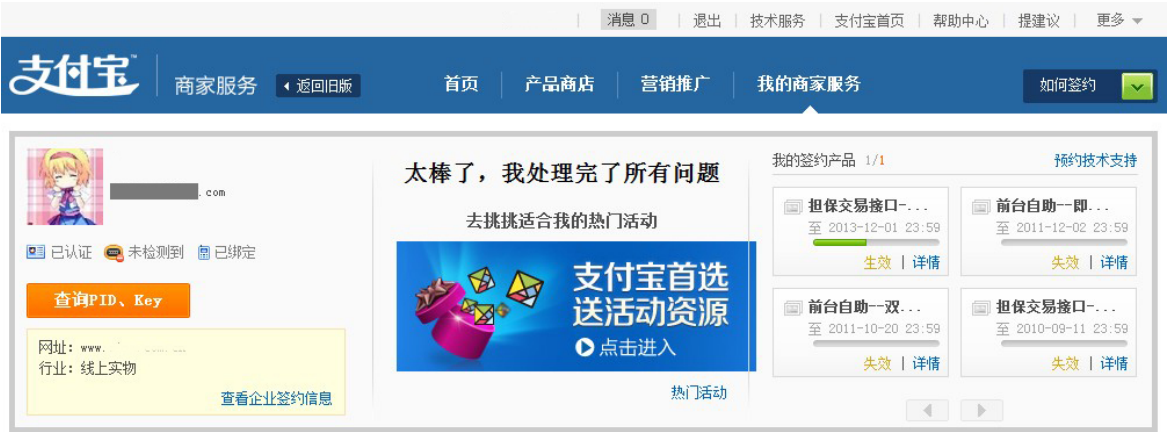 消息 0 | 退出 | 技术服务 | 支付宝首页 | 帮助中心 | 提建议 | 更多
支付宝™ 商家服务 返回旧版 首页 产品商店 营销推广 我的商家服务 如何签约
.com
已认证 未检测到 已绑定
查询PID、Key
网址: www.
行业: 线上实物
查看企业签约信息
太棒了，我处理完了所有问题
去挑挑适合我的热门活动
支付宝首选
送活动资源
点击进入
热门活动
我的签约产品 1/1 预约技术支持
担保交易接口-...
至 2013-12-01 23:59
生效 | 详情
前台自助--即...
至 2011-12-02 23:59
失效 | 详情
前台自助--双...
至 2011-10-20 23:59
失效 | 详情
担保交易接口-...
至 2010-09-11 23:59
失效 | 详情